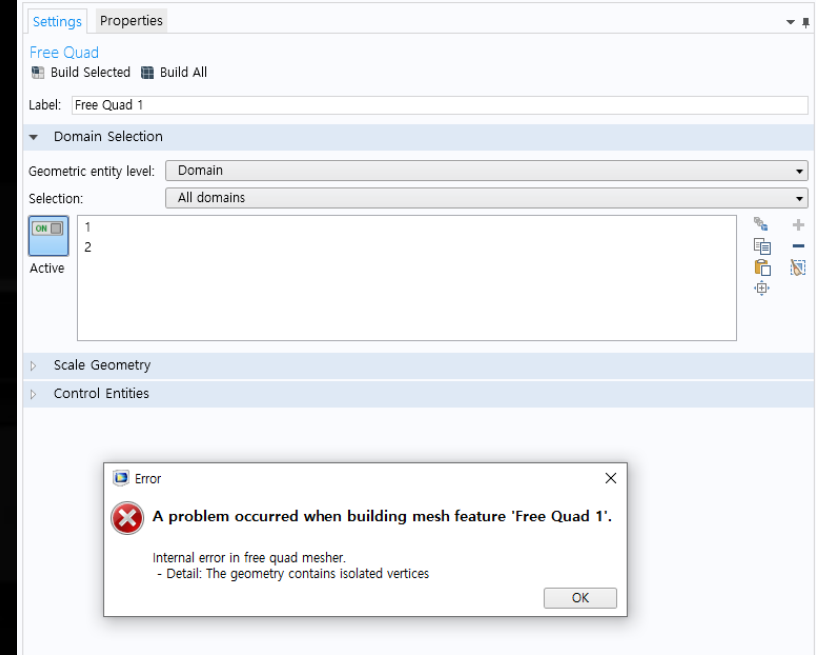 Settings
Properties
Free Quad
Build Selected
Build All
Label:
Free Quad 1
Domain Selection
Geometric entity level:
Domain
Selection:
All domains
ON
1
2
Active
Scale Geometry
Control Entities
Error
A problem occurred when building mesh feature 'Free Quad 1'.
Internal error in free quad mesher.
- Detail: The geometry contains isolated vertices
OK